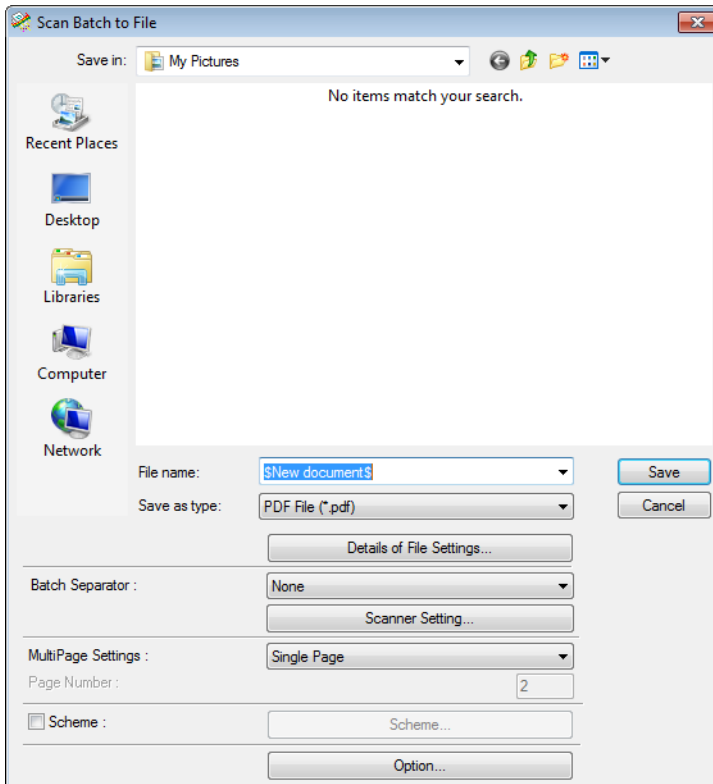 Scan Batch to File
Save in: My Pictures
No items match your search.
Recent Places
Desktop
Libraries
Computer
Network
File name: $New document$ Save
Save as type: PDF File (*.pdf) Cancel
Details of File Settings...
Batch Separator : None
Scanner Setting...
MultiPage Settings : Single Page
Page Number : 2
Scheme : Scheme...
Option...